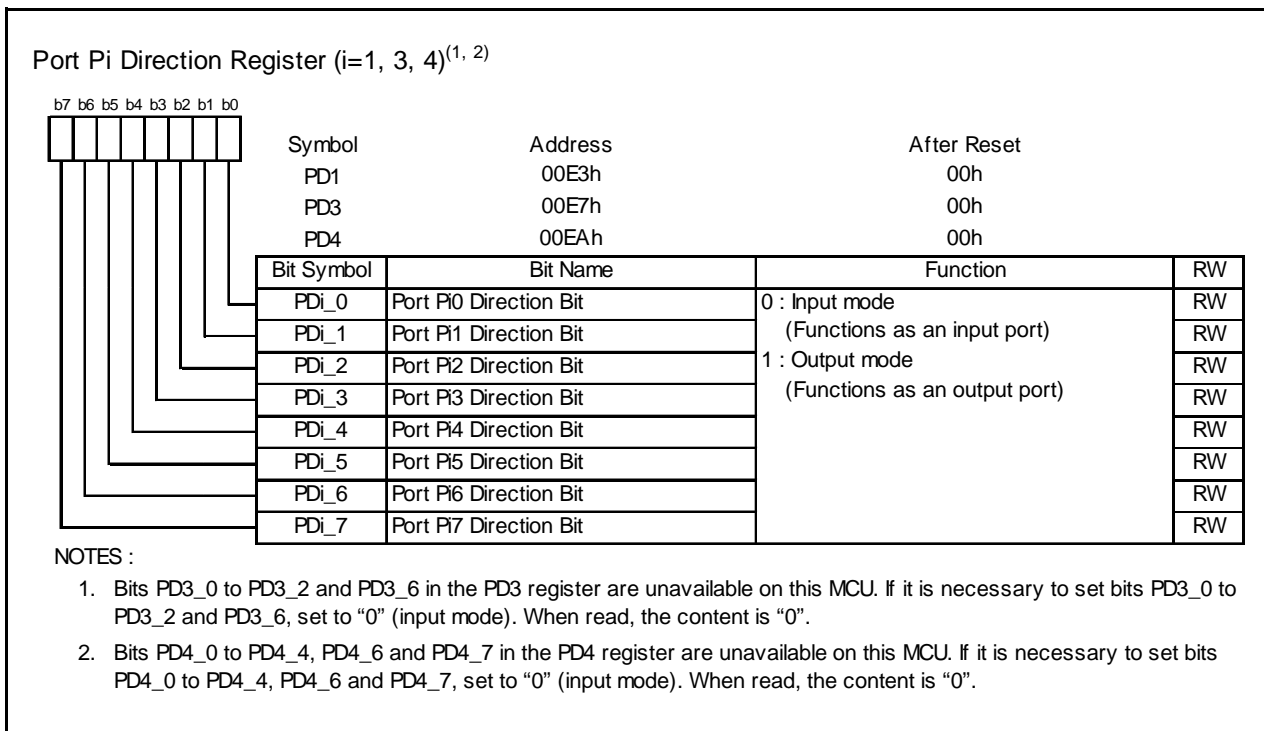 Port Pi Direction Register (i=1, 3, 4)(1, 2)
b7 b6 b5 b4 b3 b2 b1 b0
Symbol Address After Reset
PD1 00E3h 00h
PD3 00E7h 00h
PD4 00EAh 00h
Bit Symbol Bit Name Function RW
PDi_0 Port Pi0 Direction Bit 0 : Input mode RW
PDi_1 Port Pi1 Direction Bit (Functions as an input port) RW
PDi_2 Port Pi2 Direction Bit 1 : Output mode RW
PDi_3 Port Pi3 Direction Bit (Functions as an output port) RW
PDi_4 Port Pi4 Direction Bit RW
PDi_5 Port Pi5 Direction Bit RW
PDi_6 Port Pi6 Direction Bit RW
PDi_7 Port Pi7 Direction Bit RW
NOTES :
1. Bits PD3_0 to PD3_2 and PD3_6 in the PD3 register are unavailable on this MCU. If it is necessary to set bits PD3_0 to
PD3_2 and PD3_6, set to “0” (input mode). When read, the content is “0”.
2. Bits PD4_0 to PD4_4, PD4_6 and PD4_7 in the PD4 register are unavailable on this MCU. If it is necessary to set bits
PD4_0 to PD4_4, PD4_6 and PD4_7, set to “0” (input mode). When read, the content is “0”.